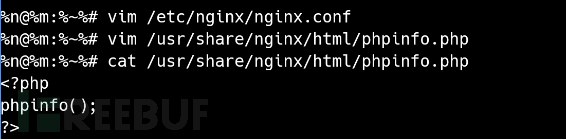 %n@%m:%~%# vim /etc/nginx/nginx.conf
%n@%m:%~%# vim /usr/share/nginx/html/phpinfo.php
%n@%m:%~%# cat /usr/share/nginx/html/phpinfo.php
<?php
phpinfo();
?>
REEBUF